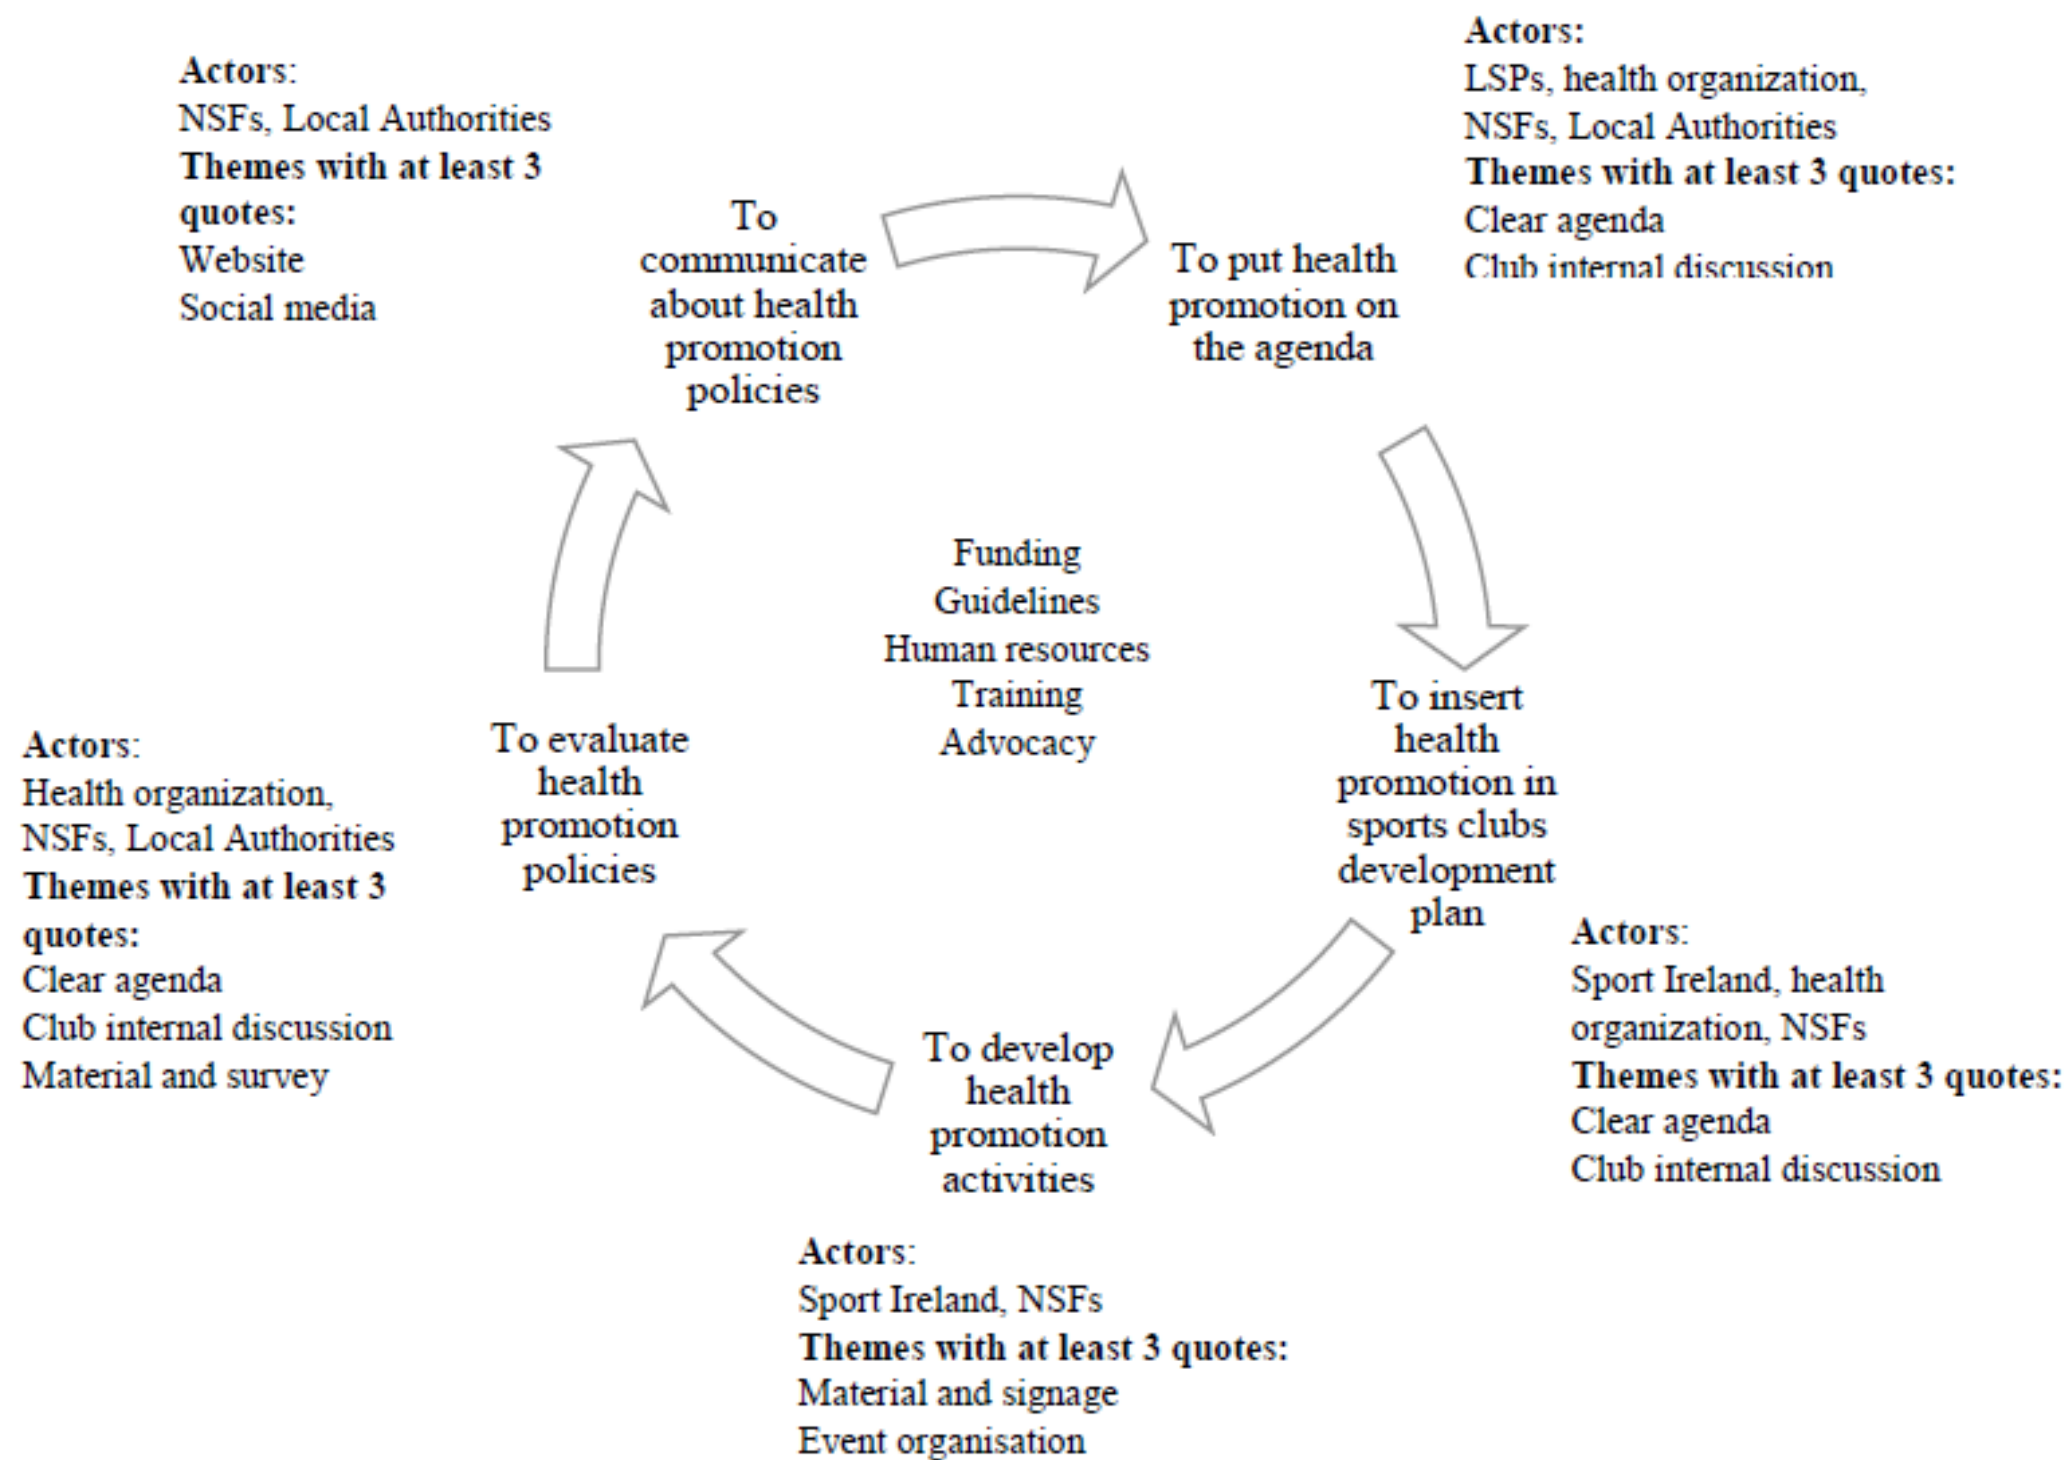 Actors:
NSFs, Local Authorities
Themes with at least 3
quotes:
Website
Social media
To
communicate
about health
promotion
policies
To put health
promotion on
the agenda
Actors:
LSPs, health organization,
NSFs, Local Authorities
Themes with at least 3 quotes:
Clear agenda
Club internal discussion
Funding
Guidelines
Human resources
Training
Advocacy
To insert
health
promotion in
sports clubs
development
plan
Actors:
Sport Ireland, health
organization, NSFs
Themes with at least 3 quotes:
Clear agenda
Club internal discussion
To develop
health
promotion
activities
Actors:
Sport Ireland, NSFs
Themes with at least 3 quotes:
Material and signage
Event organisation
To evaluate
health
promotion
policies
Actors:
Health organization,
NSFs, Local Authorities
Themes with at least 3
quotes:
Clear agenda
Club internal discussion
Material and survey